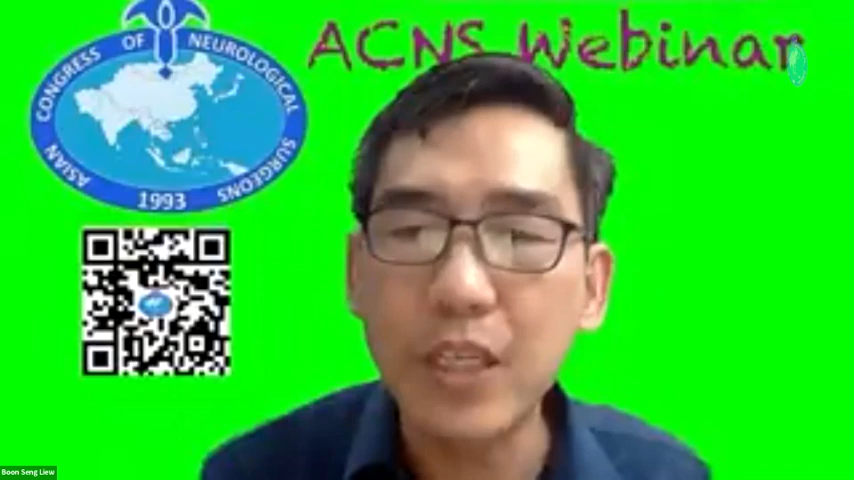 ASIAN CONGRESS OF NEUROLOGICAL SURGEONS
1993
ACNS Webinar
Boon Seng Liew